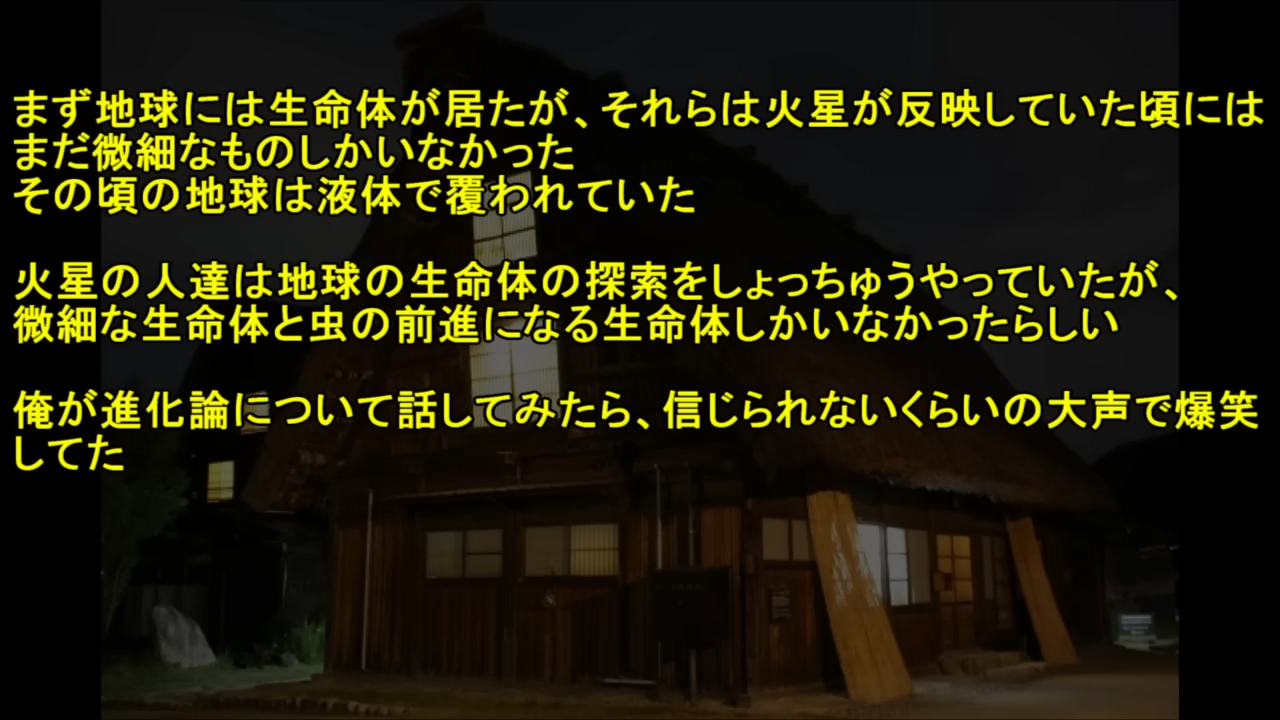 まず地球には生命体が居たが、それらは火星が反映していた頃には
まだ微細なものしかいなかった
その頃の地球は液体で覆われていた
火星の人達は地球の生命体の探索をしょっちゅうやっていたが、
微細な生命体と虫の前進になる生命体しかいなかったらしい
俺が進化論について話してみたら、信じられないくらいの大声で爆笑
してた